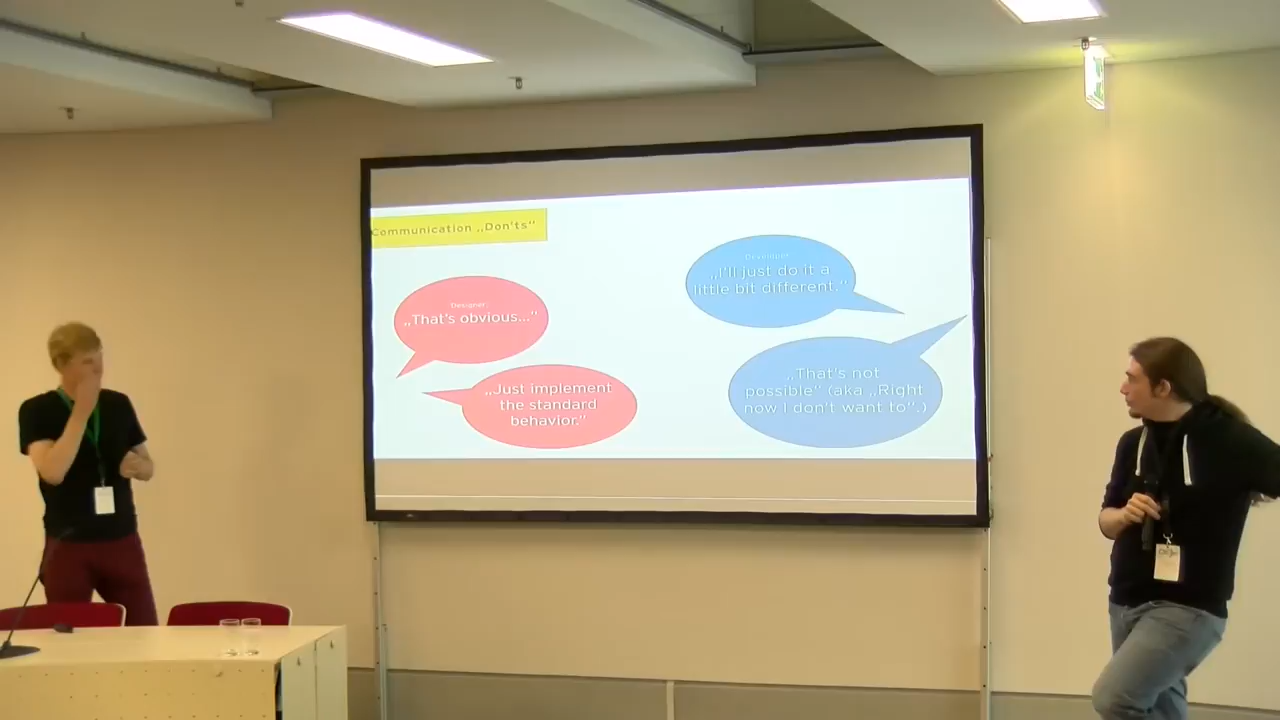 Communication „Don'ts“
Designer:
„That's obvious...“
„Just implement
the standard
behavior.“
Developer:
„I'll just do it a
little bit different.“
„That's not
possible“ (aka „Right
now I don't want to“.)